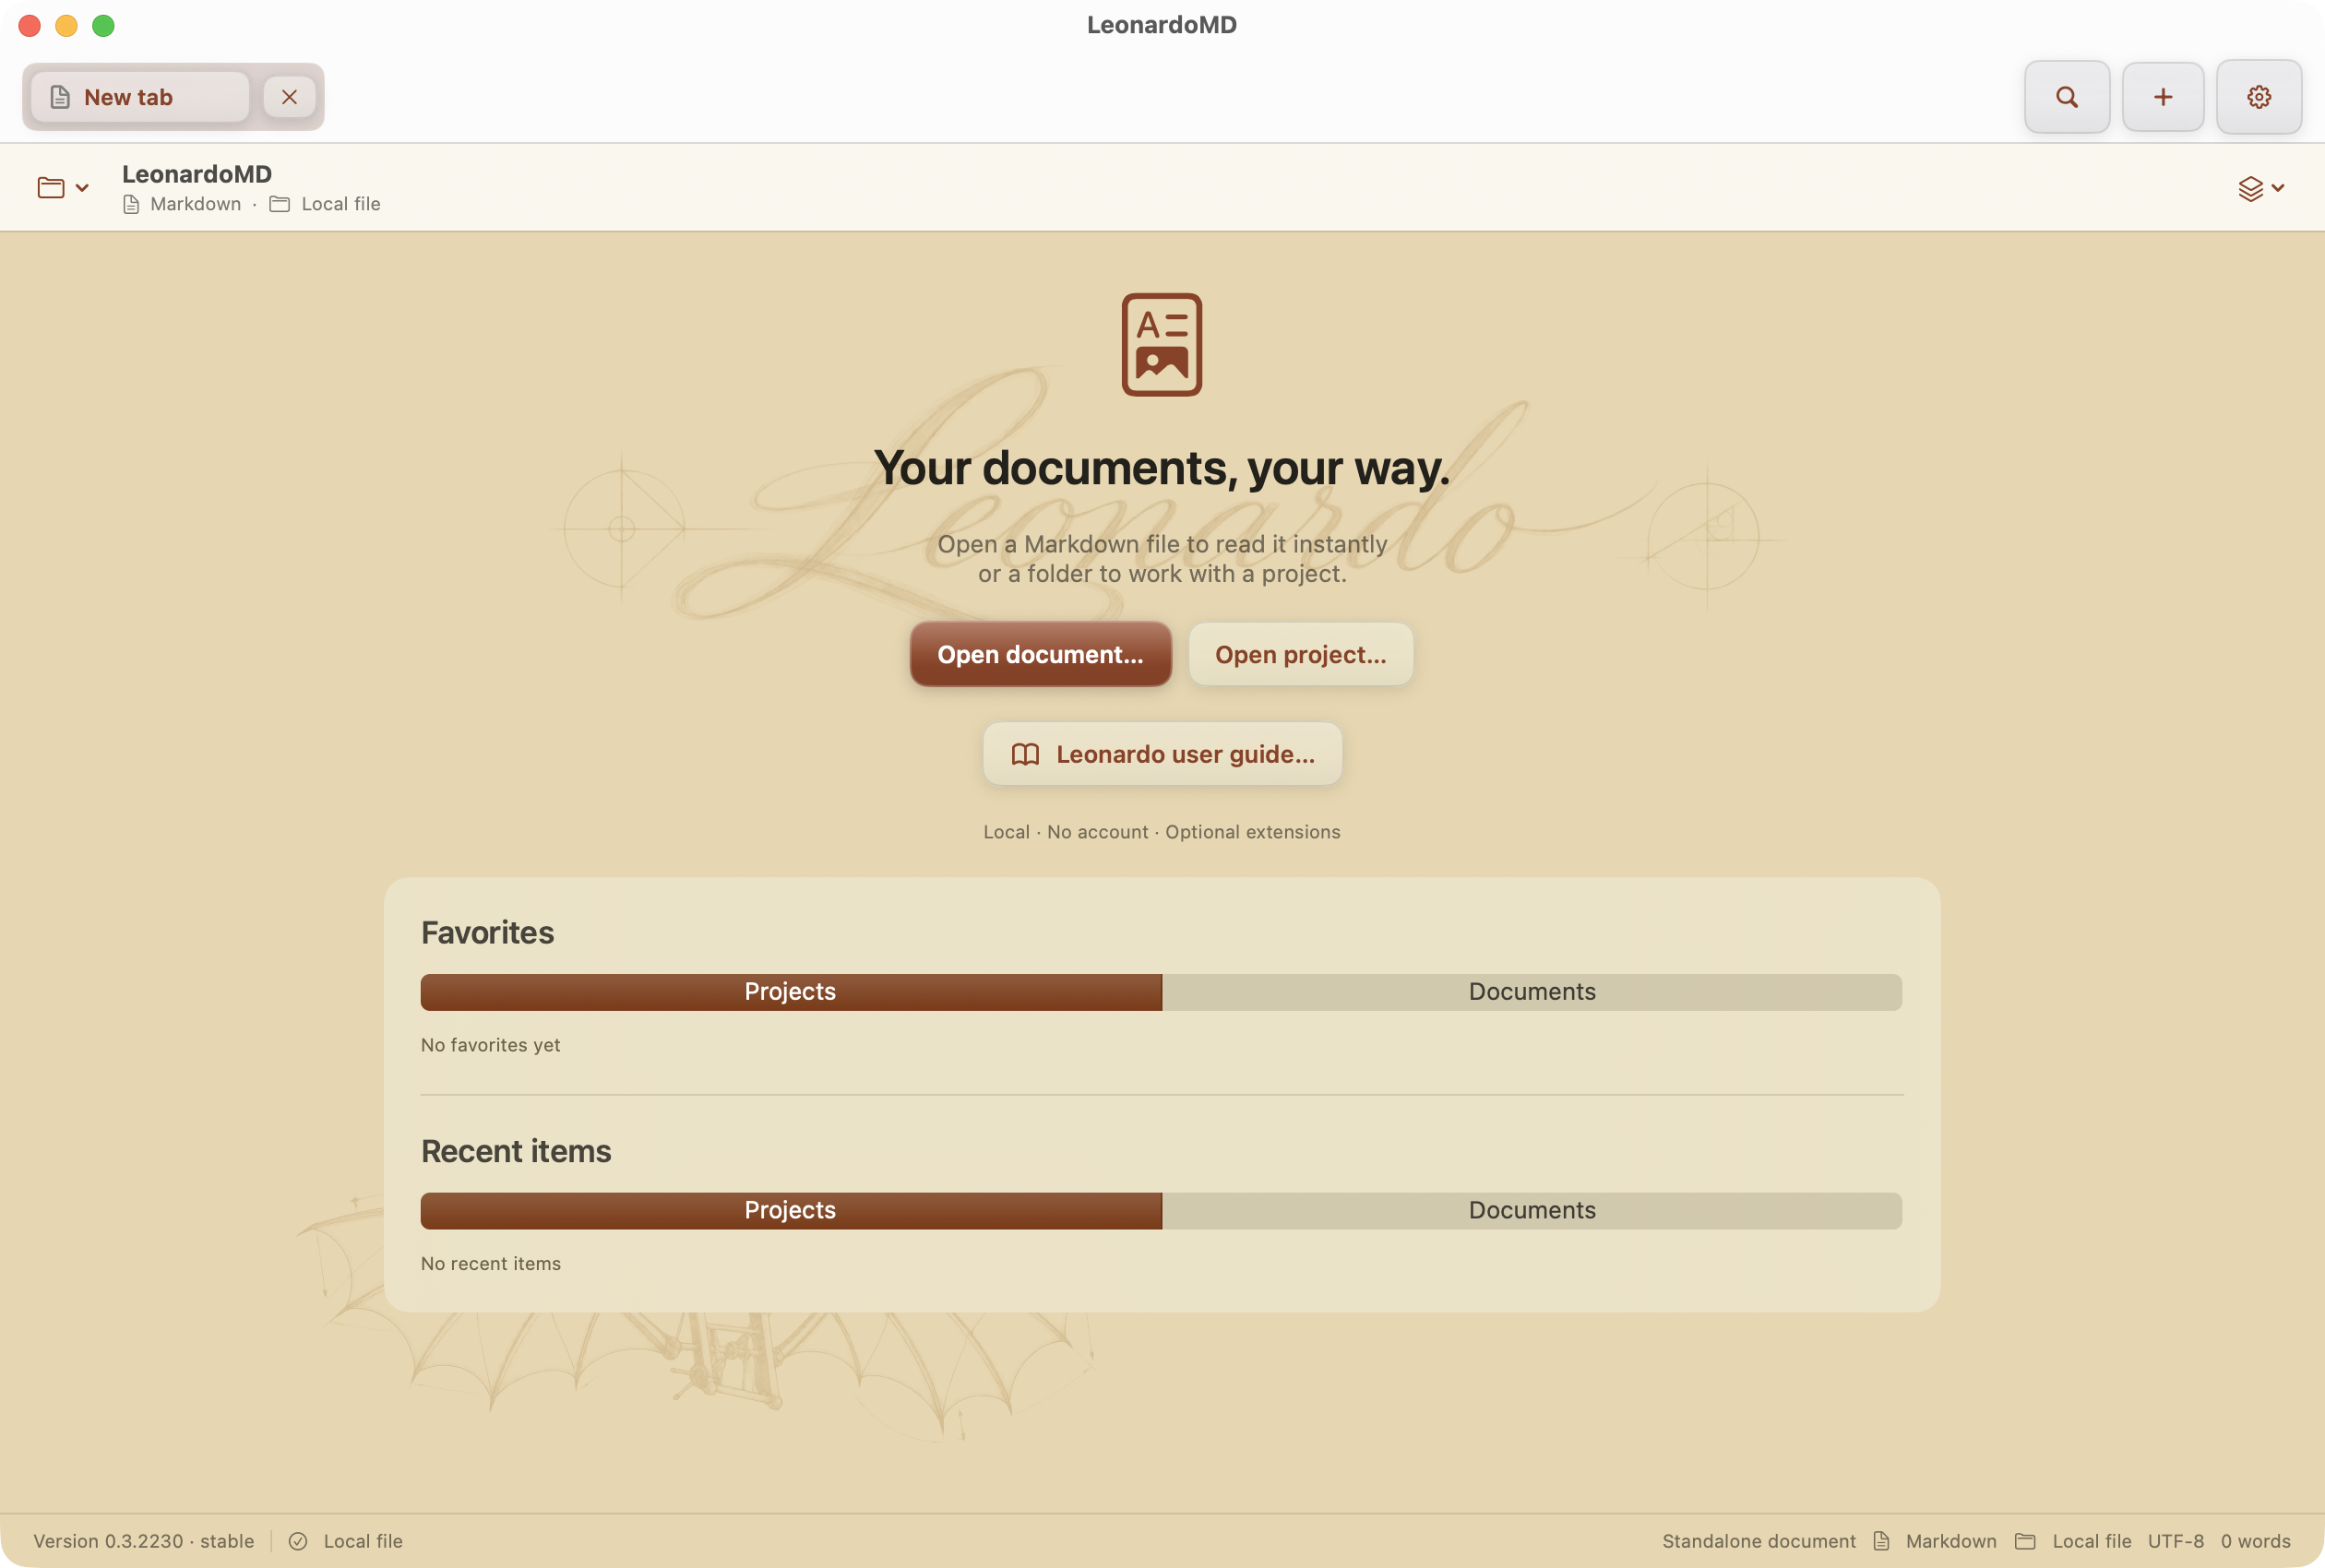 LeonardoMD
New tab
LeonardoMD
Markdown · Local file
A
Leonardo
Your documents, your way.
Open a Markdown file to read it instantly
or a folder to work with a project.
Open document...
Open project...
Leonardo user guide...
Local · No account · Optional extensions
Favorites
Projects
Documents
No favorites yet
Recent items
Projects
Documents
No recent items
Version 0.3.2230 · stable
Local file
Standalone document
Markdown
Local file
UTF-8
0 words